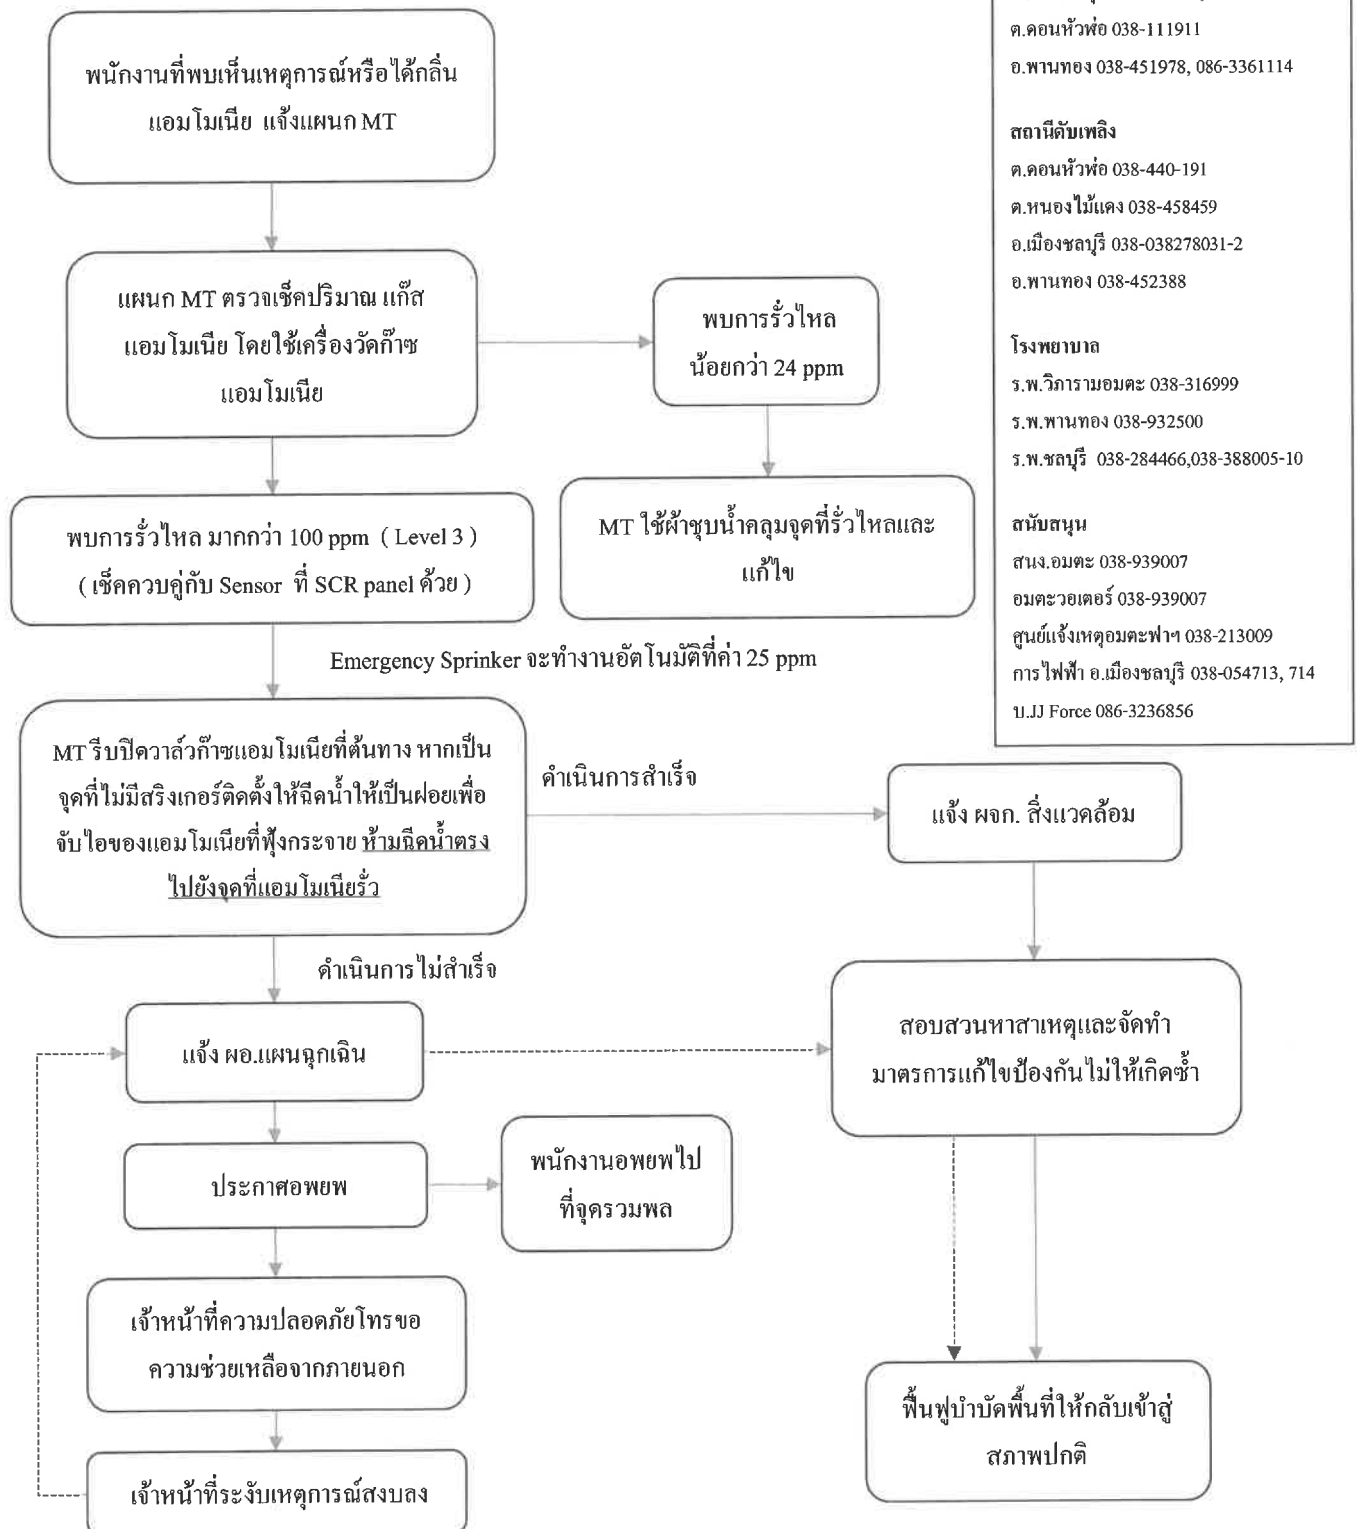 พนักงานที่พบเห็นเหตุการณ์หรือได้กลิ่น
แอมโมเนีย แจ้งแผนก MT
แผนก MT ตรวจเช็คปริมาณ แก๊ส
แอมโมเนีย โดยใช้เครื่องวัดก๊าซ
แอมโมเนีย
พบการรั่วไหล
น้อยกว่า 24 ppm
พบการรั่วไหล มากกว่า 100 ppm ( Level 3 )
( เช็คควบคู่กับ Sensor ที่ SCR panel ด้วย )
MT ใช้ผ้าชุบน้ำคลุมจุดที่รั่วไหลและ
แก้ไข
Emergency Sprinker จะทำงานอัตโนมัติที่ค่า 25 ppm
MT รีบปิดวาล์วก๊าซแอมโมเนียที่ต้นทาง หากเป็น
จุดที่ไม่มีสริงเกอร์ติดตั้งให้ฉีดน้ำให้เป็นฝอยเพื่อ
จับไอของแอมโมเนียที่ฟุ้งกระจาย ห้ามฉีดน้ำตรง
ไปยังจุดที่แอมโมเนียรั่ว
ดำเนินการสำเร็จ
แจ้ง ผจก. สิ่งแวดล้อม
ดำเนินการไม่สำเร็จ
แจ้ง ผอ.แผนฉุกเฉิน
สอบสวนหาสาเหตุและจัดทำ
มาตรการแก้ไขป้องกันไม่ให้เกิดซ้ำ
ประกาศอพยพ
พนักงานอพยพไป
ที่จุดรวมพล
เจ้าหน้าที่ความปลอดภัยโทรขอ
ความช่วยเหลือจากภายนอก
ฟื้นฟูบำบัดพื้นที่ให้กลับเข้าสู่
สภาพปกติ
เจ้าหน้าที่ระงับเหตุการณ์สงบลง
ต.ดอนหัวฬ่อ 038-111911
อ.พานทอง 038-451978, 086-3361114
สถานีดับเพลิง
ต.ดอนหัวฬ่อ 038-440-191
ต.หนองไม้แดง 038-458459
อ.เมืองชลบุรี 038-038278031-2
อ.พานทอง 038-452388
โรงพยาบาล
ร.พ.วิภารามอมตะ 038-316999
ร.พ.พานทอง 038-932500
ร.พ.ชลบุรี 038-284466,038-388005-10
สนับสนุน
สนง.อมตะ 038-939007
อมตะวอเตอร์ 038-939007
ศูนย์แจ้งเหตุอมตะฟาฯ 038-213009
การไฟฟ้า อ.เมืองชลบุรี 038-054713, 714
บ.JJ Force 086-3236856